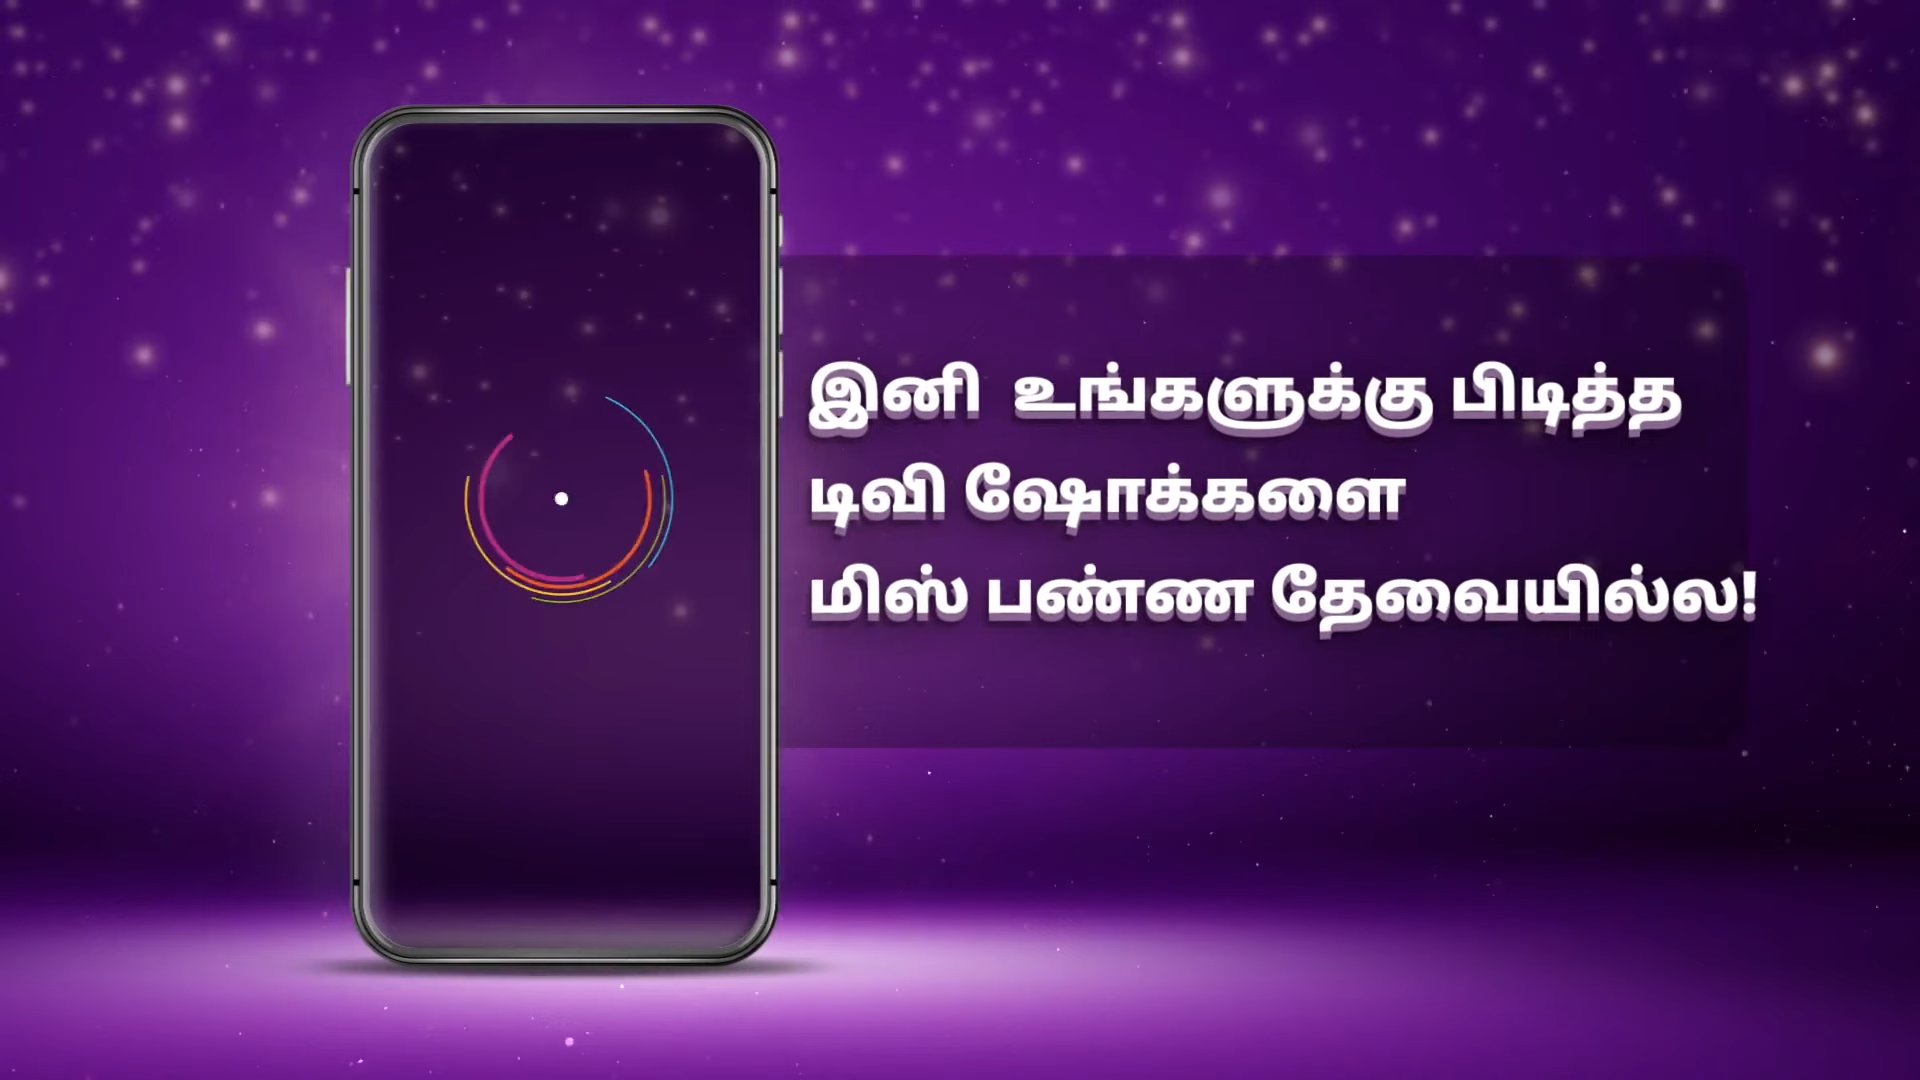 இனி உங்களுக்கு பிடித்த
டிவி ஷோக்களை
மிஸ் பண்ண தேவையில்ல!